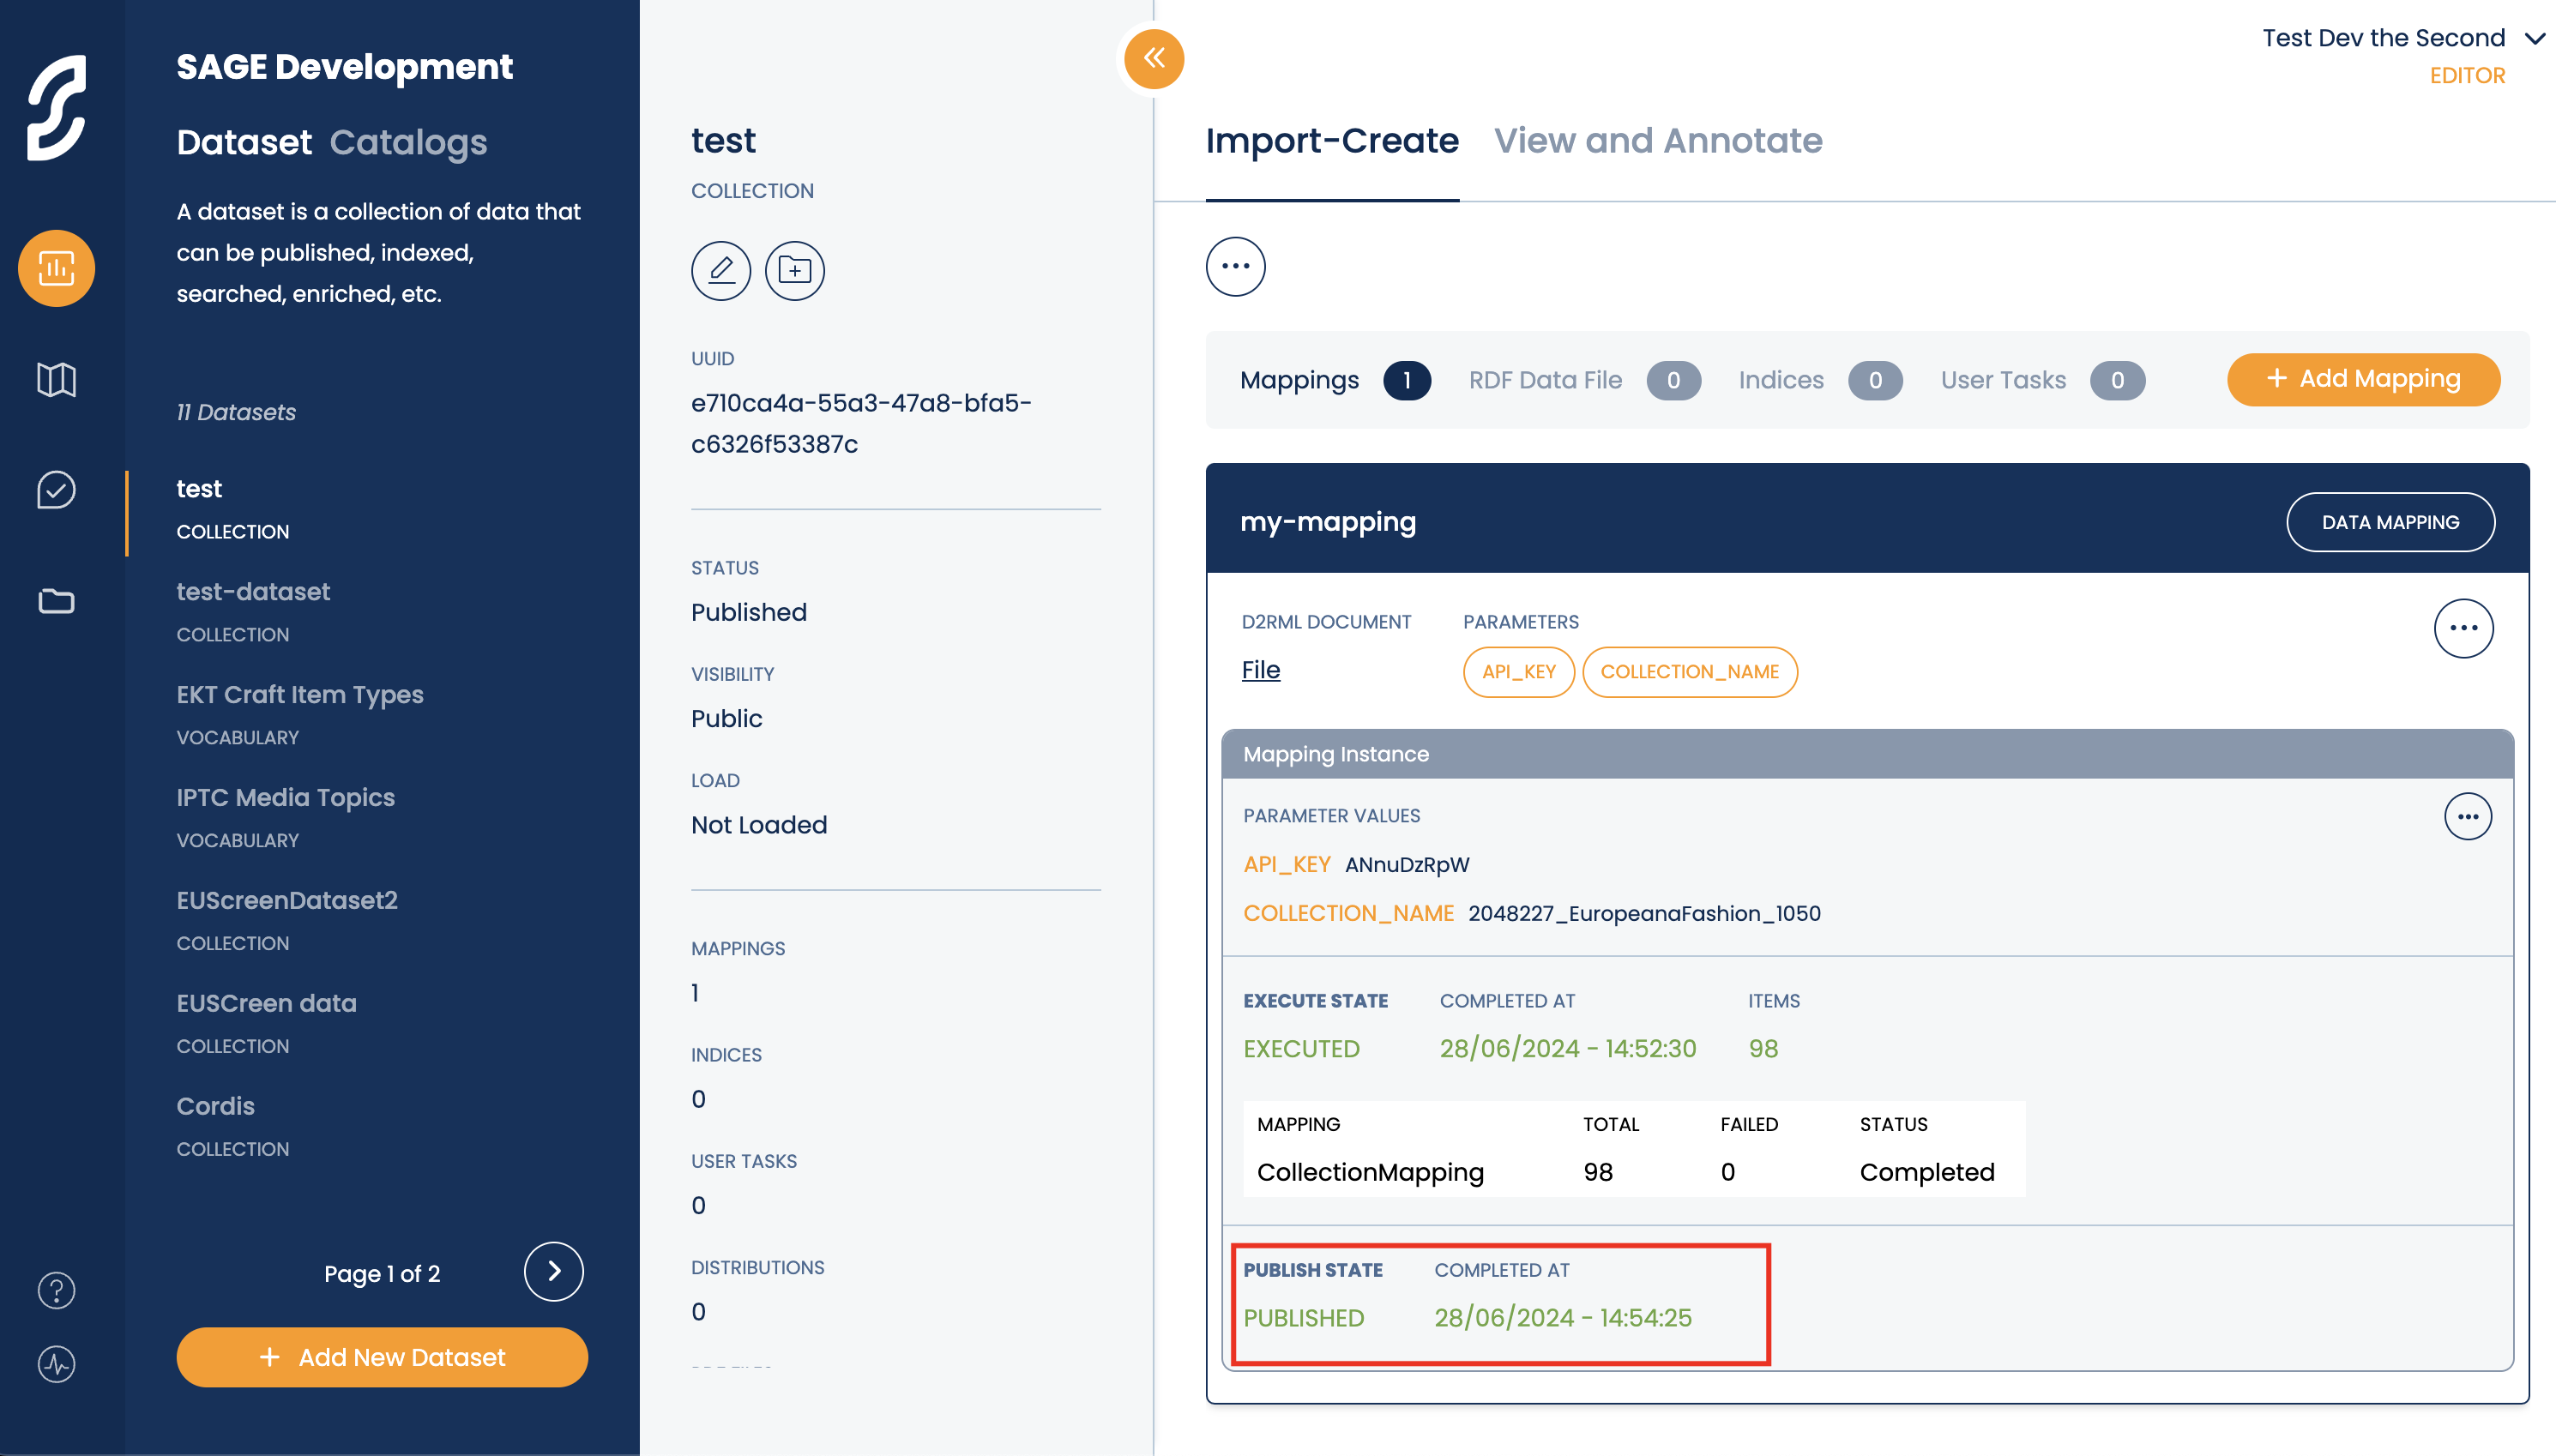 SAGE Development
Dataset Catalogs
A dataset is a collection of data that
can be published, indexed,
searched, enriched, etc.
11 Datasets
test
COLLECTION
test-dataset
COLLECTION
EKT Craft Item Types
VOCABULARY
IPTC Media Topics
VOCABULARY
EUScreenDataset2
COLLECTION
EUSCreen data
COLLECTION
Cordis
COLLECTION
Page 1 of 2
+ Add New Dataset
test
COLLECTION
UUID
e710ca4a-55a3-47a8-bfa5-
c6326f53387c
STATUS
Published
VISIBILITY
Public
LOAD
Not Loaded
MAPPINGS
1
INDICES
0
USER TASKS
0
DISTRIBUTIONS
0
Test Dev the Second
EDITOR
Import-Create View and Annotate
Mappings 1 RDF Data File 0 Indices 0 User Tasks 0 + Add Mapping
my-mapping DATA MAPPING
D2RML DOCUMENT PARAMETERS
File API_KEY COLLECTION_NAME
Mapping Instance
PARAMETER VALUES
API_KEY ANnuDzRpW
COLLECTION_NAME 2048227_EuropeanaFashion_1050
EXECUTE STATE COMPLETED AT ITEMS
EXECUTED 28/06/2024 - 14:52:30 98
MAPPING TOTAL FAILED STATUS
CollectionMapping 98 0 Completed
PUBLISH STATE COMPLETED AT
PUBLISHED 28/06/2024 - 14:54:25